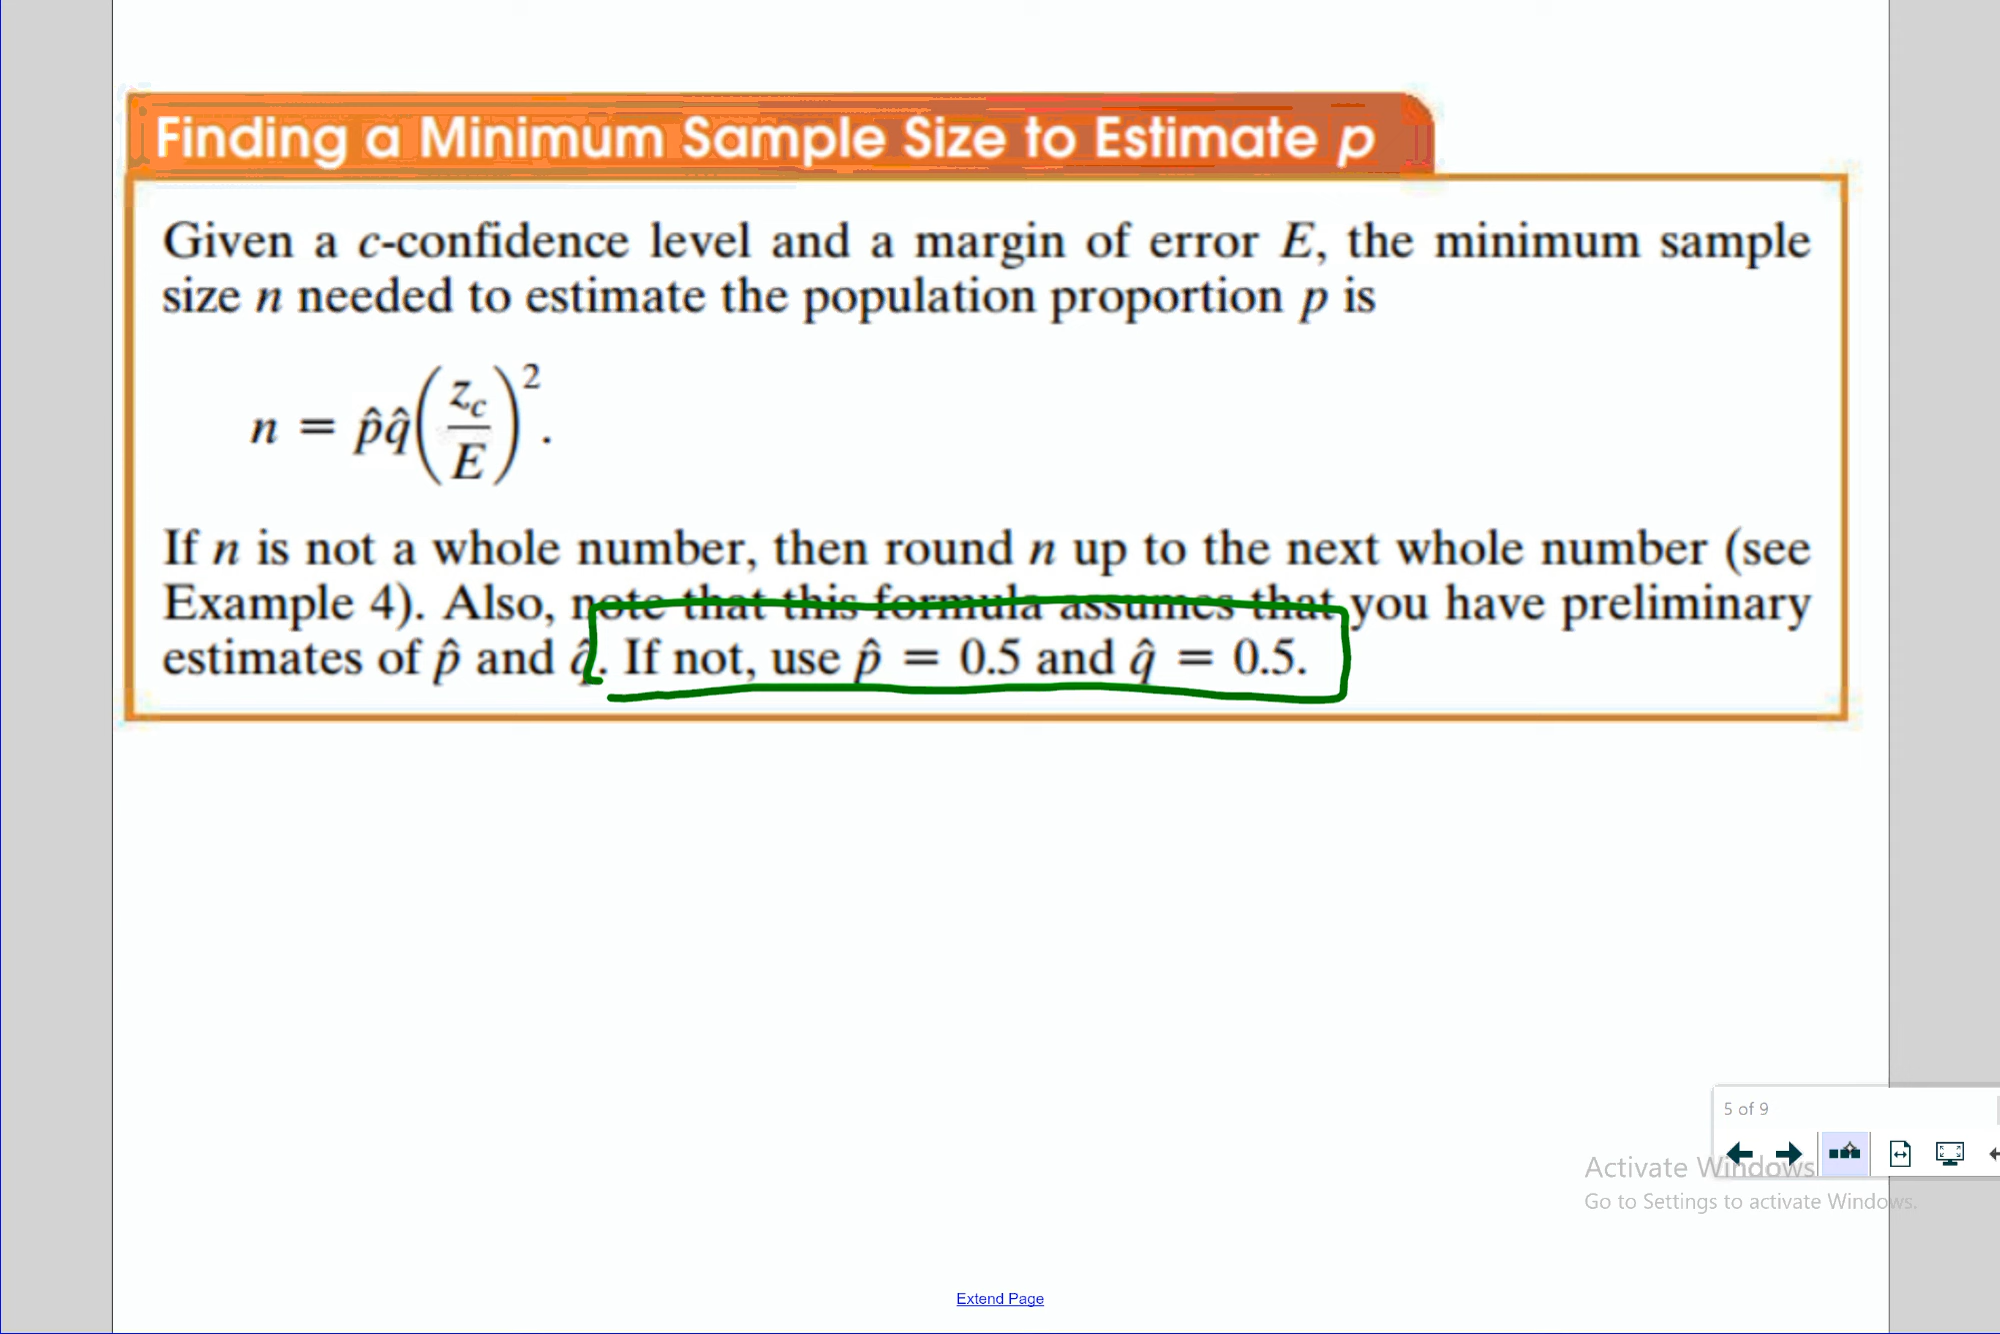 Finding a Minimum Sample Size to Estimate p
Given a c-confidence level and a margin of error E, the minimum sample
size n needed to estimate the population proportion p is
n = p̂q̂(z_c/E)².
If n is not a whole number, then round n up to the next whole number (see
Example 4). Also, note that this formula assumes that you have preliminary
estimates of p̂ and q̂. If not, use p̂ = 0.5 and q̂ = 0.5.
5 of 9
Activate Windows
Go to Settings to activate Windows.
Extend Page